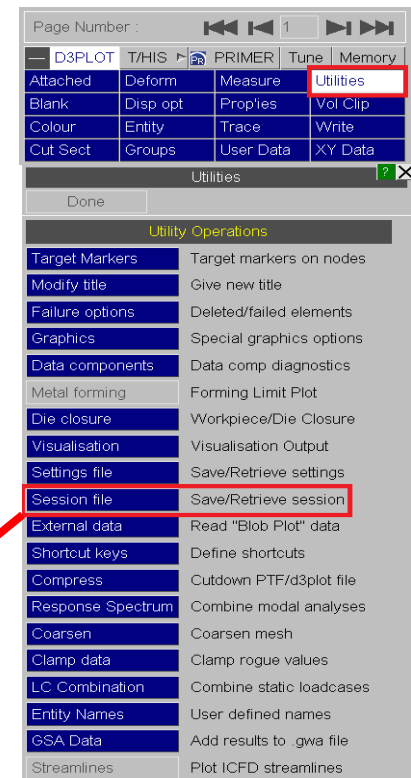 Page Number : 1
D3PLOT T/HIS PR PRIMER Tune Memory
Attached Deform Measure Utilities
Blank Disp opt Prop'ies Vol Clip
Colour Entity Trace Write
Cut Sect Groups User Data XY Data
Utilities ? X
Done
Utility Operations
Target Markers Target markers on nodes
Modify title Give new title
Failure options Deleted/failed elements
Graphics Special graphics options
Data components Data comp diagnostics
Metal forming Forming Limit Plot
Die closure Workpiece/Die Closure
Visualisation Visualisation Output
Settings file Save/Retrieve settings
Session file Save/Retrieve session
External data Read "Blob Plot" data
Shortcut keys Define shortcuts
Compress Cutdown PTF/d3plot file
Response Spectrum Combine modal analyses
Coarsen Coarsen mesh
Clamp data Clamp rogue values
LC Combination Combine static loadcases
Entity Names User defined names
GSA Data Add results to .gwa file
Streamlines Plot ICFD streamlines